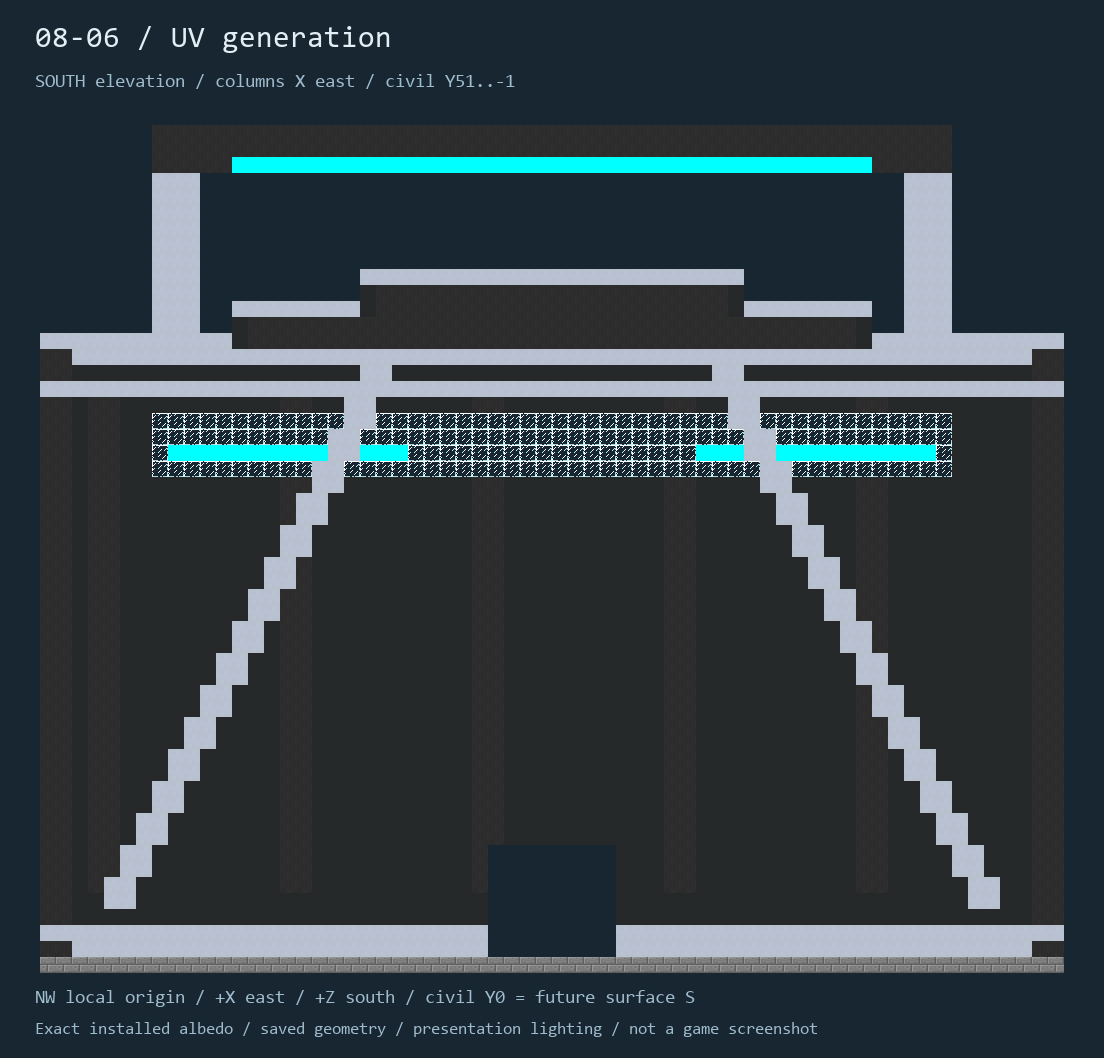 08-06 / UV generation
SOUTH elevation / columns X east / civil Y51..-1
NW local origin / +X east / +Z south / civil Y0 = future surface S
Exact installed albedo / saved geometry / presentation lighting / not a game screenshot